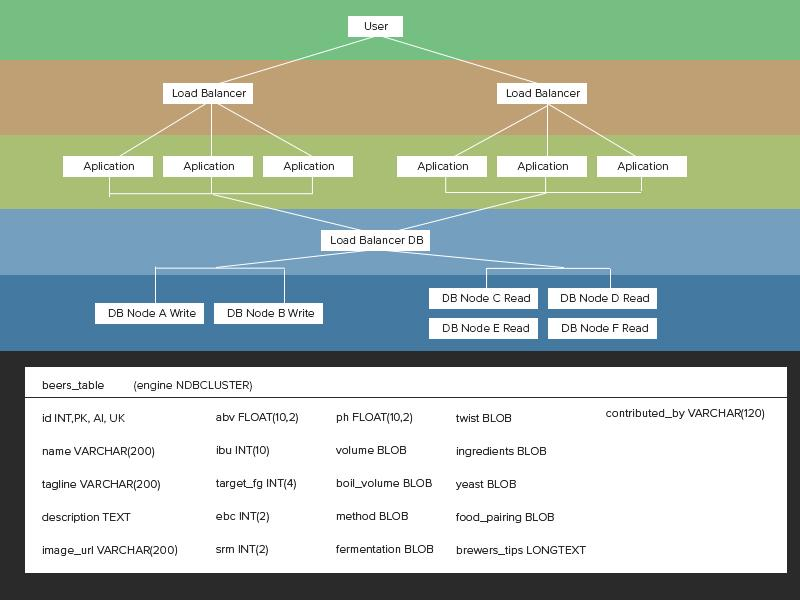 User
Load Balancer
Load Balancer
Aplication
Aplication
Aplication
Aplication
Aplication
Aplication
Load Balancer DB
DB Node A Write
DB Node B Write
DB Node C Read
DB Node D Read
DB Node E Read
DB Node F Read
beers_table (engine NDBCLUSTER)
id INT,PK, AI, UK
name VARCHAR(200)
tagline VARCHAR(200)
description TEXT
image_url VARCHAR(200)
abv FLOAT(10,2)
ibu INT(10)
target_fg INT(4)
ebc INT(2)
srm INT(2)
ph FLOAT(10,2)
volume BLOB
boil_volume BLOB
method BLOB
fermentation BLOB
twist BLOB
ingredients BLOB
yeast BLOB
food_pairing BLOB
brewers_tips LONGTEXT
contributed_by VARCHAR(120)